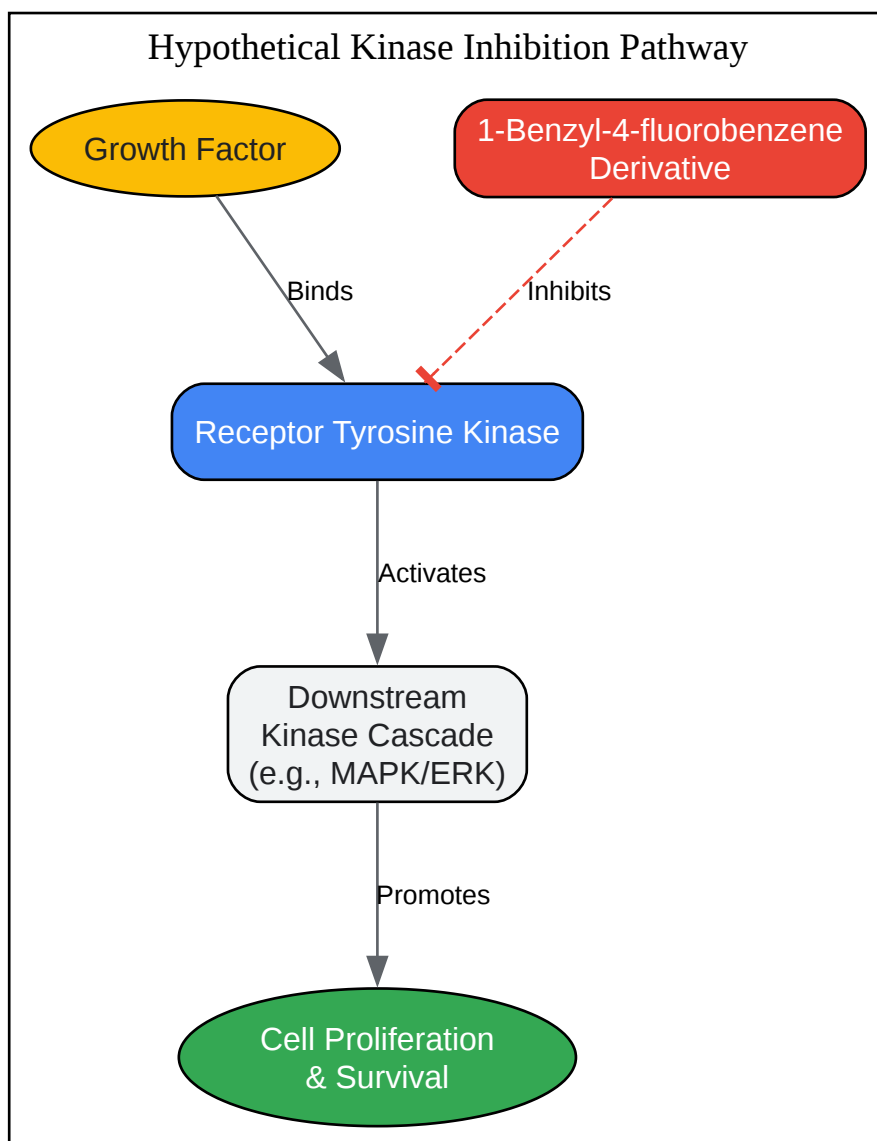 Hypothetical Kinase Inhibition Pathway
Growth Factor
1-Benzyl-4-fluorobenzene
Derivative
Binds
Inhibits
Receptor Tyrosine Kinase
Activates
Downstream
Kinase Cascade
(e.g., MAPK/ERK)
Promotes
Cell Proliferation
& Survival